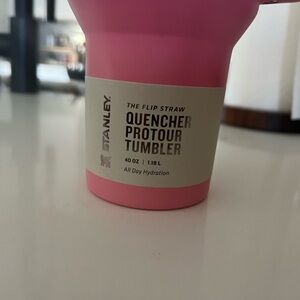 STANLEY
THE FLIP STRAW
QUENCHER
PROTOUR
TUMBLER
40 OZ | 1.18 L
All Day Hydration